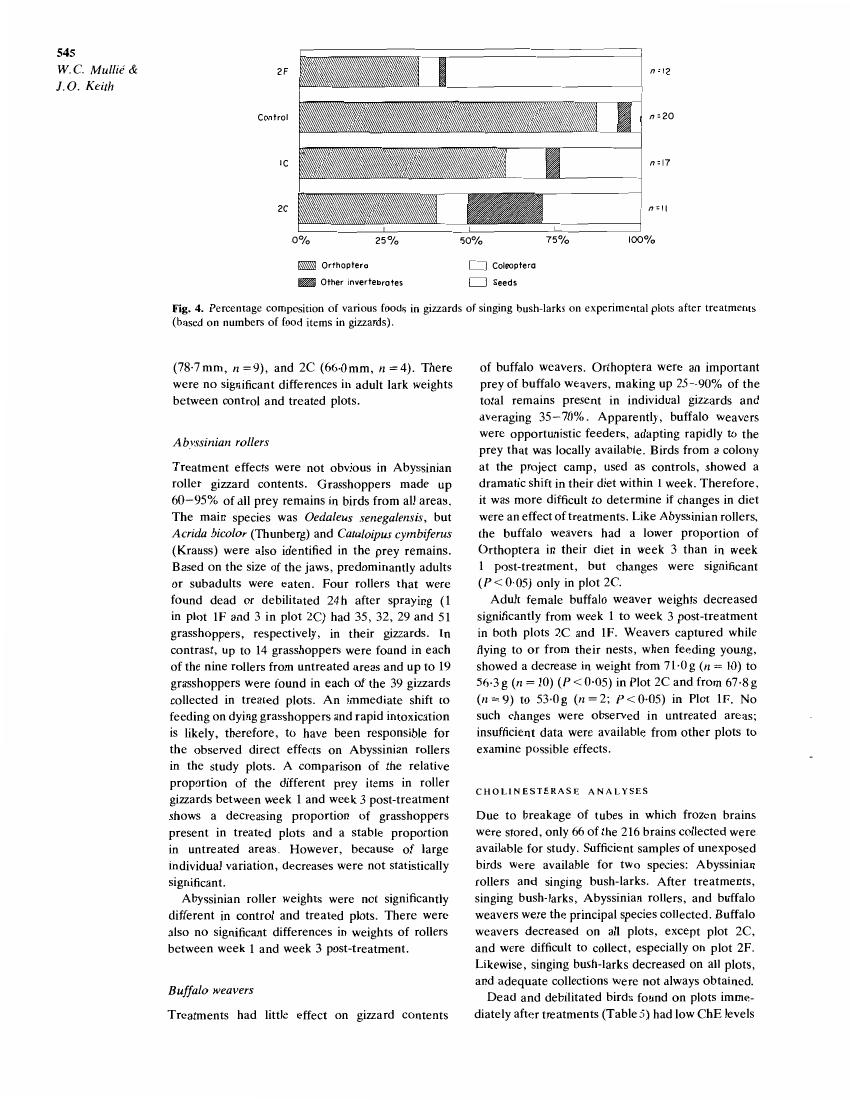 545
W.C. Mullié &
J.O. Keith
2F
n=12
Control
n=20
1C
n=17
2C
n=11
0%
25%
50%
75%
100%
Orthoptera
Coleoptera
Other invertebrates
Seeds
Fig. 4. Percentage composition of various foods in gizzards of singing bush-larks on experimental plots after treatments
(based on numbers of food items in gizzards).
(78·7 mm, n = 9), and 2C (66·0 mm, n = 4). There
were no significant differences in adult lark weights
between control and treated plots.
Abyssinian rollers
Treatment effects were not obvious in Abyssinian
roller gizzard contents. Grasshoppers made up
60–95% of all prey remains in birds from all areas.
The main species was Oedaleus senegalensis, but
Acrida bicolor (Thunberg) and Cataloipus cymbiferus
(Krauss) were also identified in the prey remains.
Based on the size of the jaws, predominantly adults
or subadults were eaten. Four rollers that were
found dead or debilitated 24 h after spraying (1
in plot 1F and 3 in plot 2C) had 35, 32, 29 and 51
grasshoppers, respectively, in their gizzards. In
contrast, up to 14 grasshoppers were found in each
of the nine rollers from untreated areas and up to 19
grasshoppers were found in each of the 39 gizzards
collected in treated plots. An immediate shift to
feeding on dying grasshoppers and rapid intoxication
is likely, therefore, to have been responsible for
the observed direct effects on Abyssinian rollers
in the study plots. A comparison of the relative
proportion of the different prey items in roller
gizzards between week 1 and week 3 post-treatment
shows a decreasing proportion of grasshoppers
present in treated plots and a stable proportion
in untreated areas. However, because of large
individual variation, decreases were not statistically
significant.
Abyssinian roller weights were not significantly
different in control and treated plots. There were
also no significant differences in weights of rollers
between week 1 and week 3 post-treatment.
Buffalo weavers
Treatments had little effect on gizzard contents
of buffalo weavers. Orthoptera were an important
prey of buffalo weavers, making up 25–90% of the
total remains present in individual gizzards and
averaging 35–70%. Apparently, buffalo weavers
were opportunistic feeders, adapting rapidly to the
prey that was locally available. Birds from a colony
at the project camp, used as controls, showed a
dramatic shift in their diet within 1 week. Therefore,
it was more difficult to determine if changes in diet
were an effect of treatments. Like Abyssinian rollers,
the buffalo weavers had a lower proportion of
Orthoptera in their diet in week 3 than in week
1 post-treatment, but changes were significant
(P < 0·05) only in plot 2C.
Adult female buffalo weaver weights decreased
significantly from week 1 to week 3 post-treatment
in both plots 2C and 1F. Weavers captured while
flying to or from their nests, when feeding young,
showed a decrease in weight from 71·0 g (n = 10) to
56·3 g (n = 10) (P < 0·05) in Plot 2C and from 67·8 g
(n = 9) to 53·0 g (n = 2; P < 0·05) in Plot 1F. No
such changes were observed in untreated areas;
insufficient data were available from other plots to
examine possible effects.
CHOLINESTERASE ANALYSES
Due to breakage of tubes in which frozen brains
were stored, only 66 of the 216 brains collected were
available for study. Sufficient samples of unexposed
birds were available for two species: Abyssinian
rollers and singing bush-larks. After treatments,
singing bush-larks, Abyssinian rollers, and buffalo
weavers were the principal species collected. Buffalo
weavers decreased on all plots, except plot 2C,
and were difficult to collect, especially on plot 2F.
Likewise, singing bush-larks decreased on all plots,
and adequate collections were not always obtained.
Dead and debilitated birds found on plots imme-
diately after treatments (Table 5) had low ChE levels